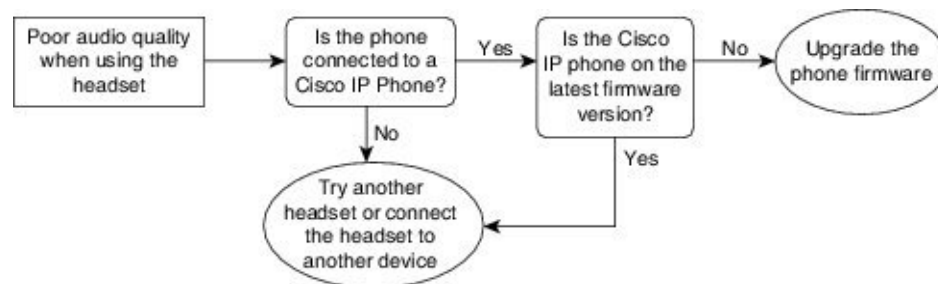 Poor audio quality
when using the
headset
Is the phone
connected to a
Cisco IP Phone?
Yes
Is the Cisco
IP phone on the
latest firmware
version?
No
Upgrade the
phone firmware
No
Yes
Try another
headset or connect
the headset to
another device